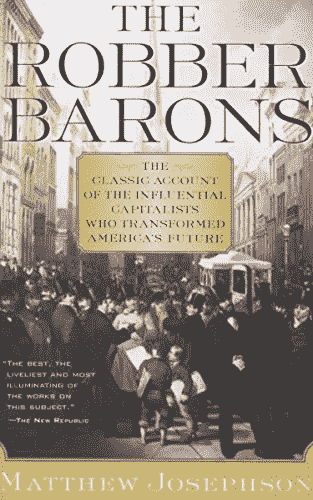 THE
ROBBER
BARONS
THE
CLASSIC ACCOUNT
OF THE INFLUENTIAL
CAPITALISTS
WHO TRANSFORMED
AMERICA'S FUTURE
"THE BEST, THE
LIVELIEST AND MOST
ILLUMINATING OF
THE WORKS ON
THIS SUBJECT."
—THE NEW REPUBLIC
MATTHEW JOSEPHSON